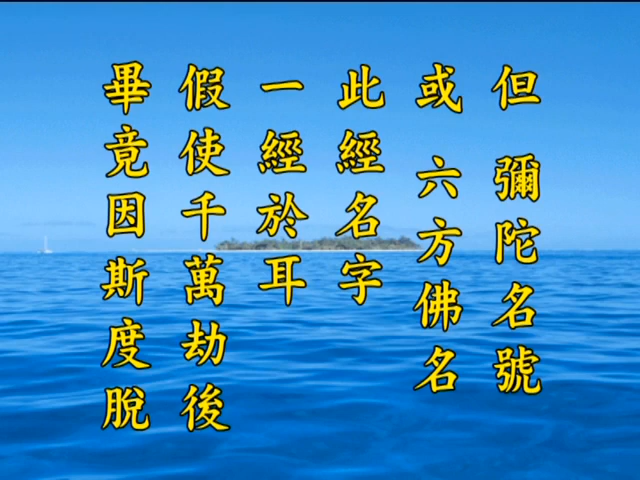 但 彌陀名號
或 六方佛名
此經名字
一經於耳
假使千萬劫後
畢竟因斯度脫